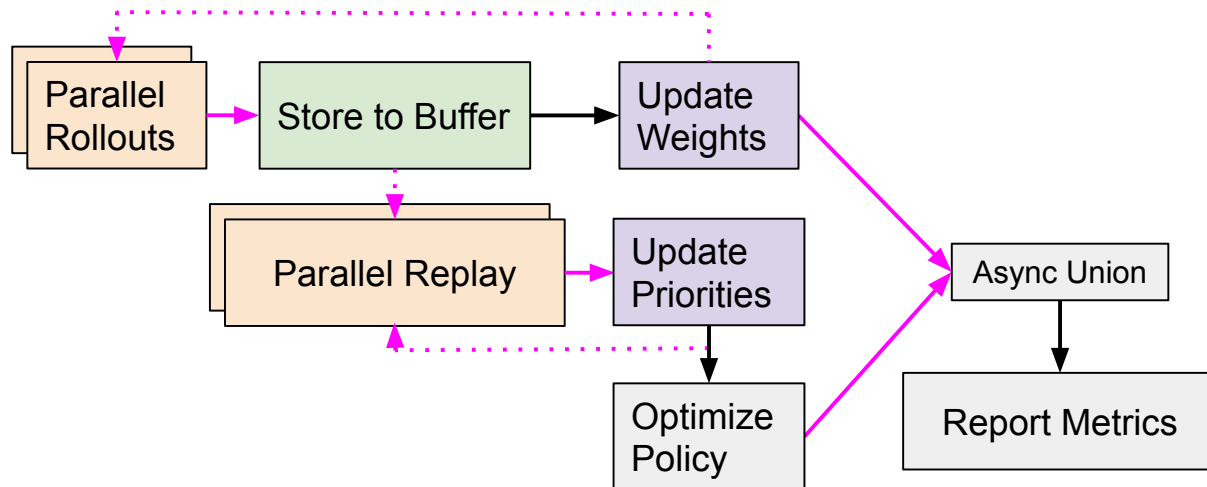 Parallel
Rollouts
Store to Buffer
Update
Weights
Parallel Replay
Update
Priorities
Async Union
Optimize
Policy
Report Metrics